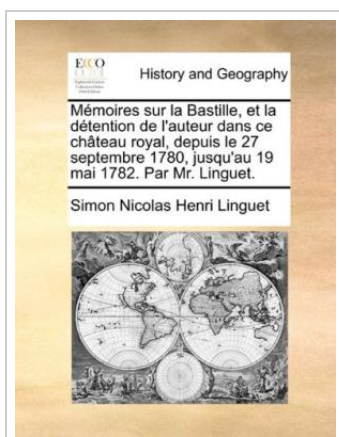 ECCO
History and Geography
Mémoires sur la Bastille, et la
détention de l'auteur dans ce
château royal, depuis le 27
septembre 1780, jusqu'au 19
mai 1782. Par Mr. Linguet.
Simon Nicolas Henri Linguet